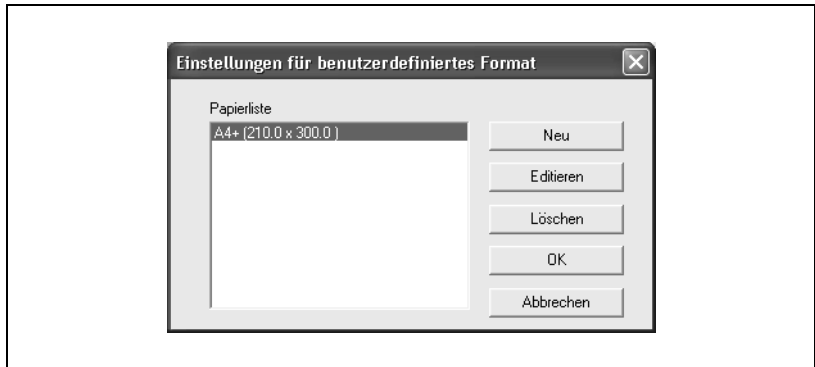 Einstellungen für benutzerdefiniertes Format
Papierliste
A4+ (210.0 x 300.0 )
Neu
Editieren
Löschen
OK
Abbrechen